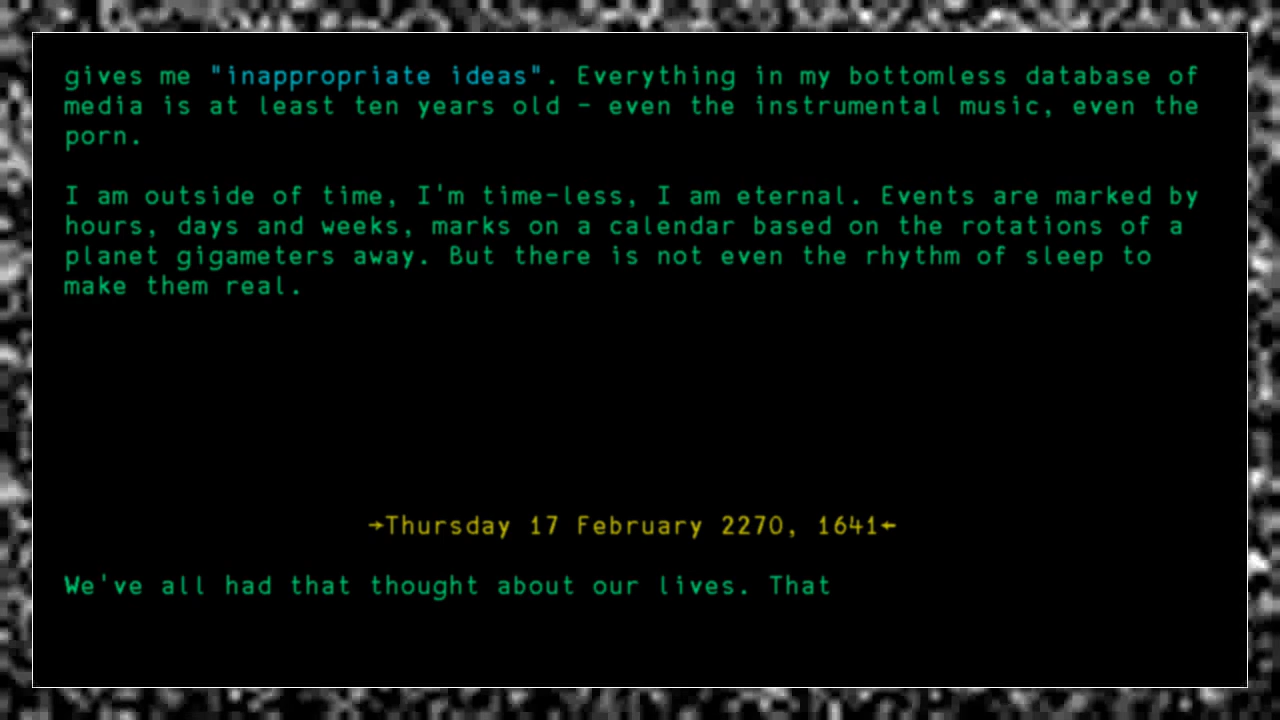 gives me "inappropriate ideas". Everything in my bottomless database of
media is at least ten years old – even the instrumental music, even the
porn.
I am outside of time, I'm time-less, I am eternal. Events are marked by
hours, days and weeks, marks on a calendar based on the rotations of a
planet gigameters away. But there is not even the rhythm of sleep to
make them real.
→Thursday 17 February 2270, 1641←
We've all had that thought about our lives. That